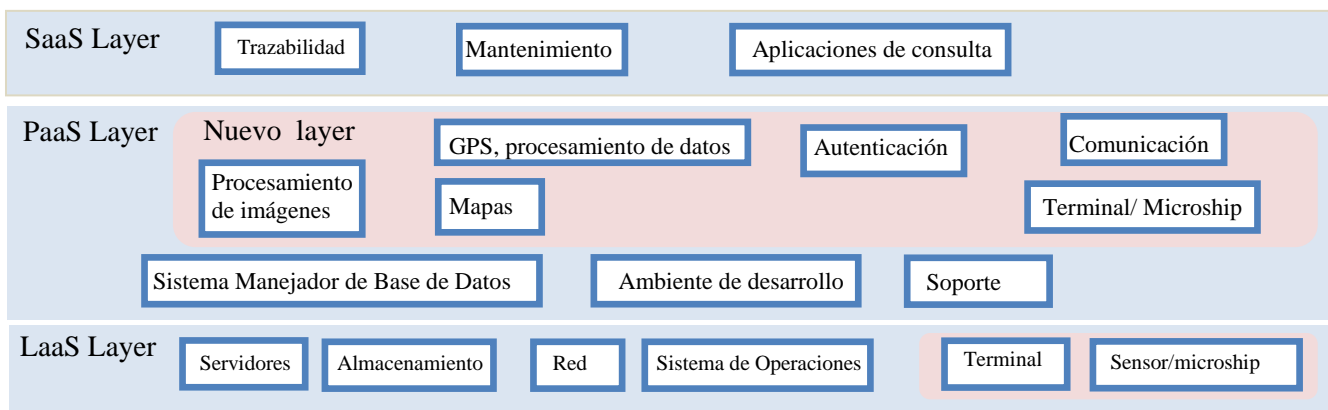 SaaS Layer
Trazabilidad
Mantenimiento
Aplicaciones de consulta
PaaS Layer
Nuevo layer
GPS, procesamiento de datos
Autenticación
Comunicación
Procesamiento
de imágenes
Mapas
Terminal/ Microship
Sistema Manejador de Base de Datos
Ambiente de desarrollo
Soporte
LaaS Layer
Servidores
Almacenamiento
Red
Sistema de Operaciones
Terminal
Sensor/microship